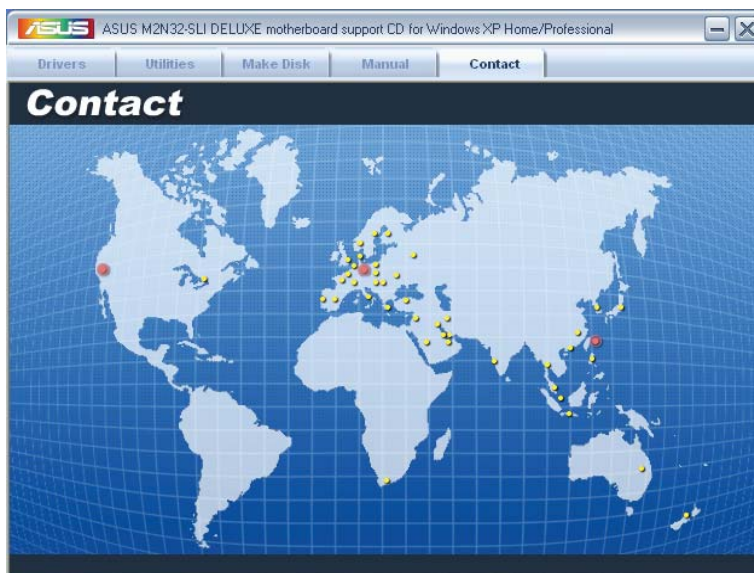 ASUS ASUS M2N32-SLI DELUXE motherboard support CD for Windows XP Home/Professional
Drivers Utilities Make Disk Manual Contact
Contact